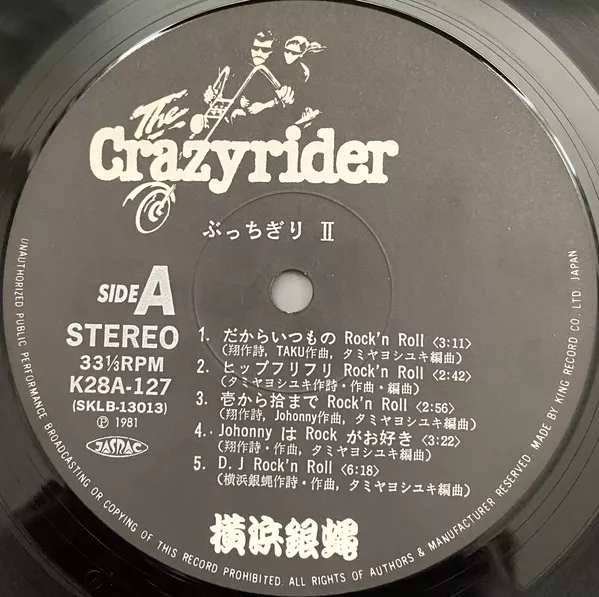 The
Crazyrider
ぶっちぎり Ⅱ
SIDE A
STEREO
33⅓RPM
K28A-127
(SKLB-13013)
Ⓟ 1981
JASRAC
1. だからいつもの Rock'n Roll 〈3:11〉
(翔作詩, TAKU作曲, タミヤヨシユキ編曲)
2. ヒップフリフリ Rock'n Roll 〈2:42〉
(タミヤヨシユキ作詩・作曲・編曲)
3. 壱から拾まで Rock'n Roll 〈2:56〉
(翔作詩, Johonny作曲, タミヤヨシユキ編曲)
4. Johonny は Rock がお好き 〈3:22〉
(翔作詩・作曲, タミヤヨシユキ編曲)
5. D.J Rock'n Roll 〈6:18〉
(横浜銀蝿作詩・作曲, タミヤヨシユキ編曲)
横浜銀蝿
UNAUTHORIZED PUBLIC PERFORMANCE BROADCASTING OR COPYING OF THIS RECORD PROHIBITED. ALL RIGHTS OF AUTHORS & MANUFACTURER RESERVED. MADE BY KING RECORD CO. LTD. JAPAN